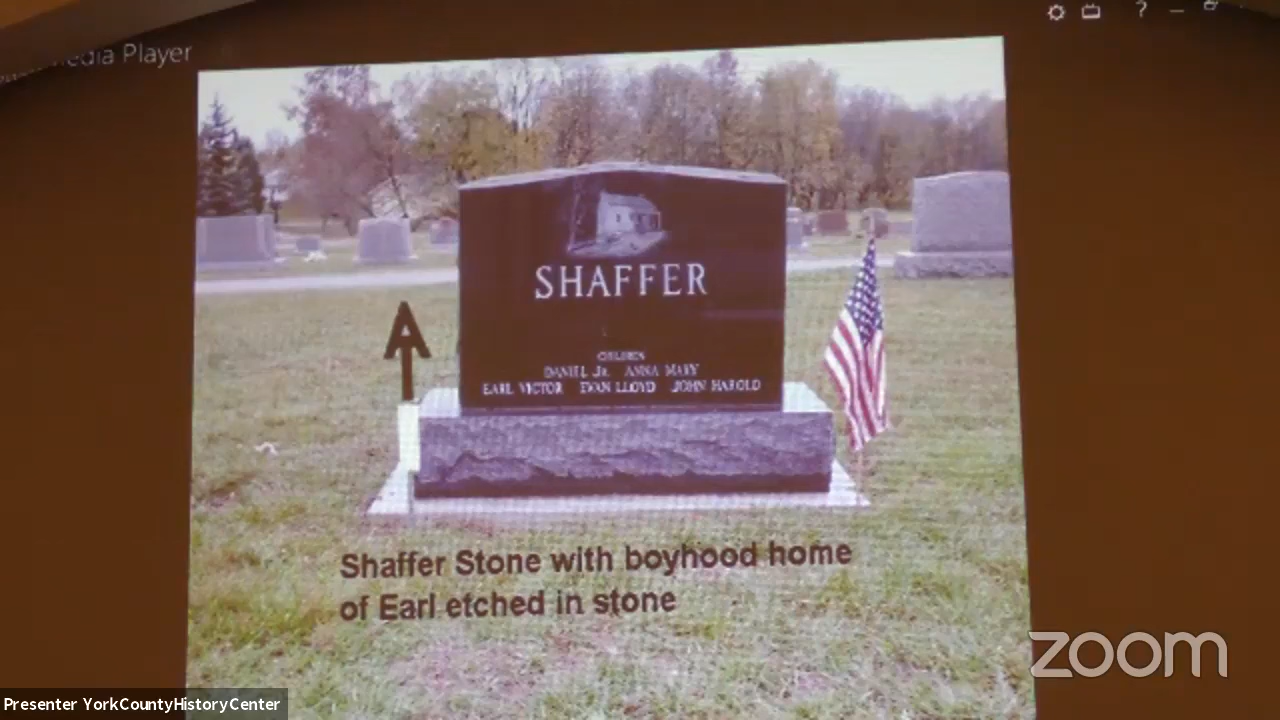 Media Player
?
SHAFFER
CHILDREN
DANIEL JR. ANNA MARY
EARL VICTOR EVAN LLOYD JOHN HAROLD
Shaffer Stone with boyhood home
of Earl etched in stone
zoom
Presenter YorkCountyHistoryCenter